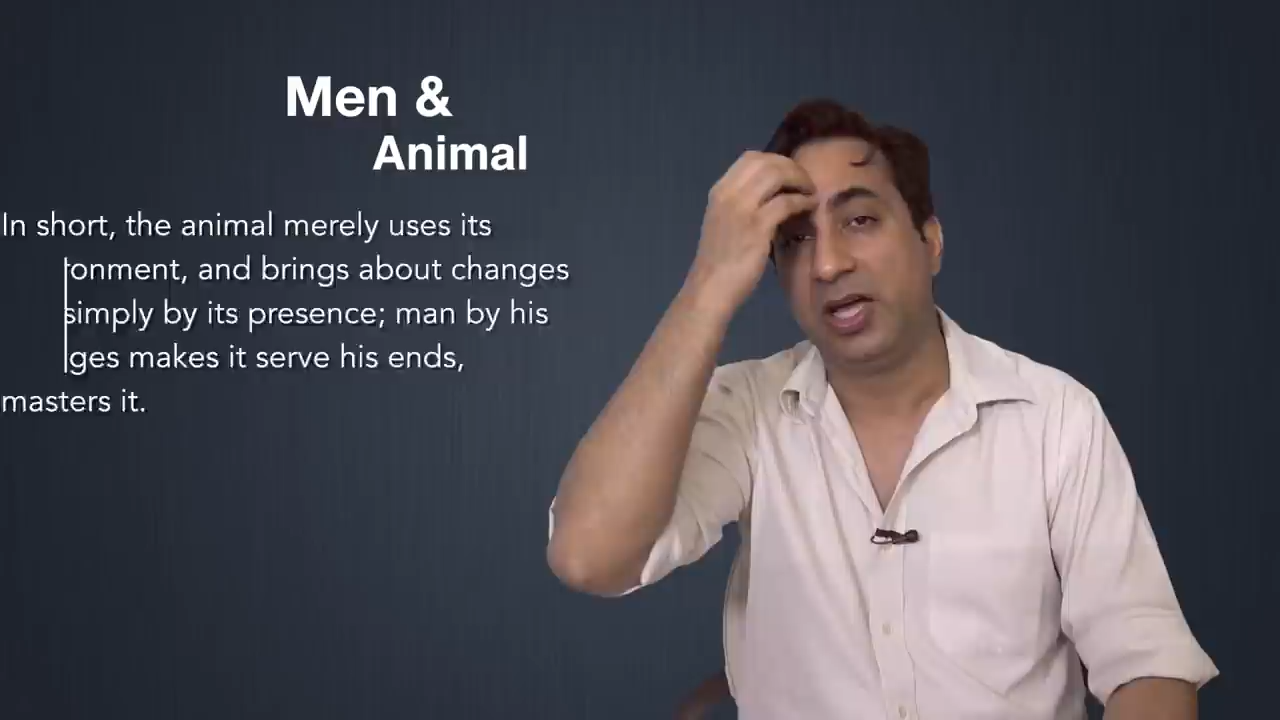 Men &
Animal
In short, the animal merely uses its
onment, and brings about changes
simply by its presence; man by his
ges makes it serve his ends,
masters it.